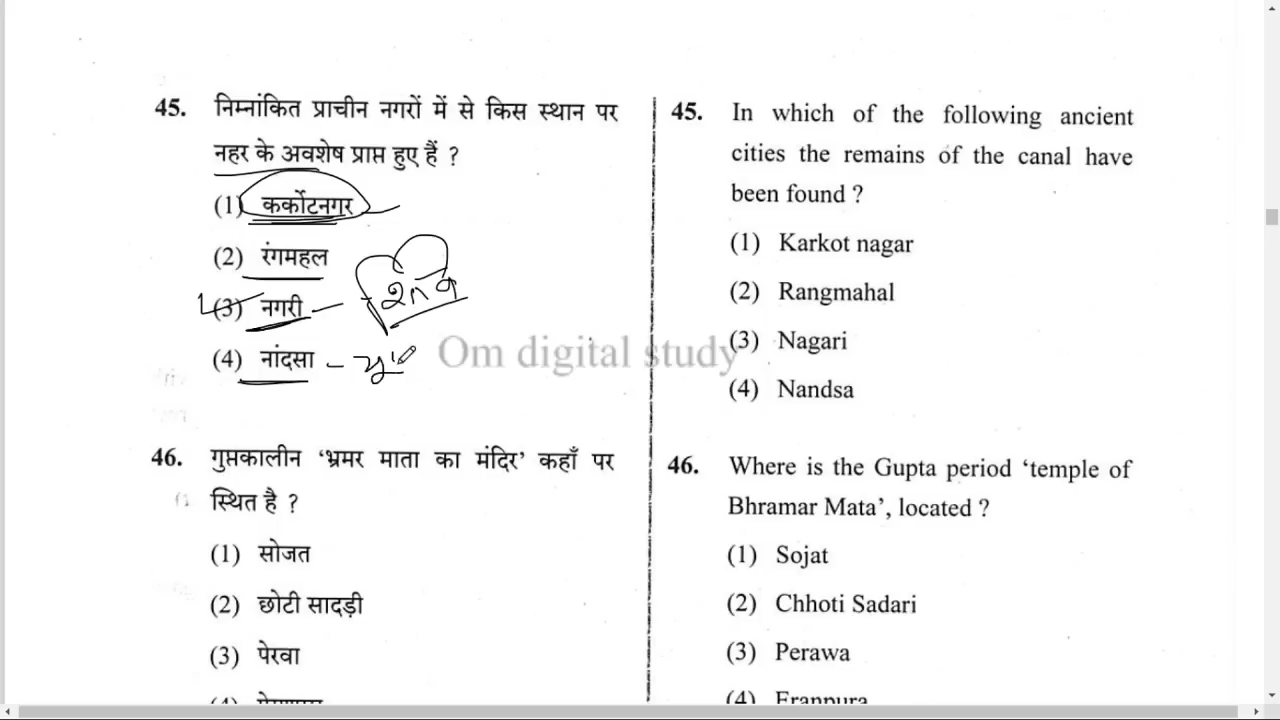 45. निम्नांकित प्राचीन नगरों में से किस स्थान पर
नहर के अवशेष प्राप्त हुए हैं ?
(1) कर्कोटनगर
(2) रंगमहल
(3) नगरी
(4) नांदसा
46. गुप्तकालीन ‘भ्रमर माता का मंदिर’ कहाँ पर
स्थित है ?
(1) सोजत
(2) छोटी सादड़ी
(3) पेरवा
Om digital study
45. In which of the following ancient
cities the remains of the canal have
been found ?
(1) Karkot nagar
(2) Rangmahal
(3) Nagari
(4) Nandsa
46. Where is the Gupta period ‘temple of
Bhramar Mata’, located ?
(1) Sojat
(2) Chhoti Sadari
(3) Perawa
(4) Eranpura